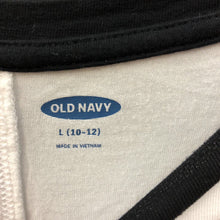 OLD NAVY
L (10-12)
MADE IN VIETNAM